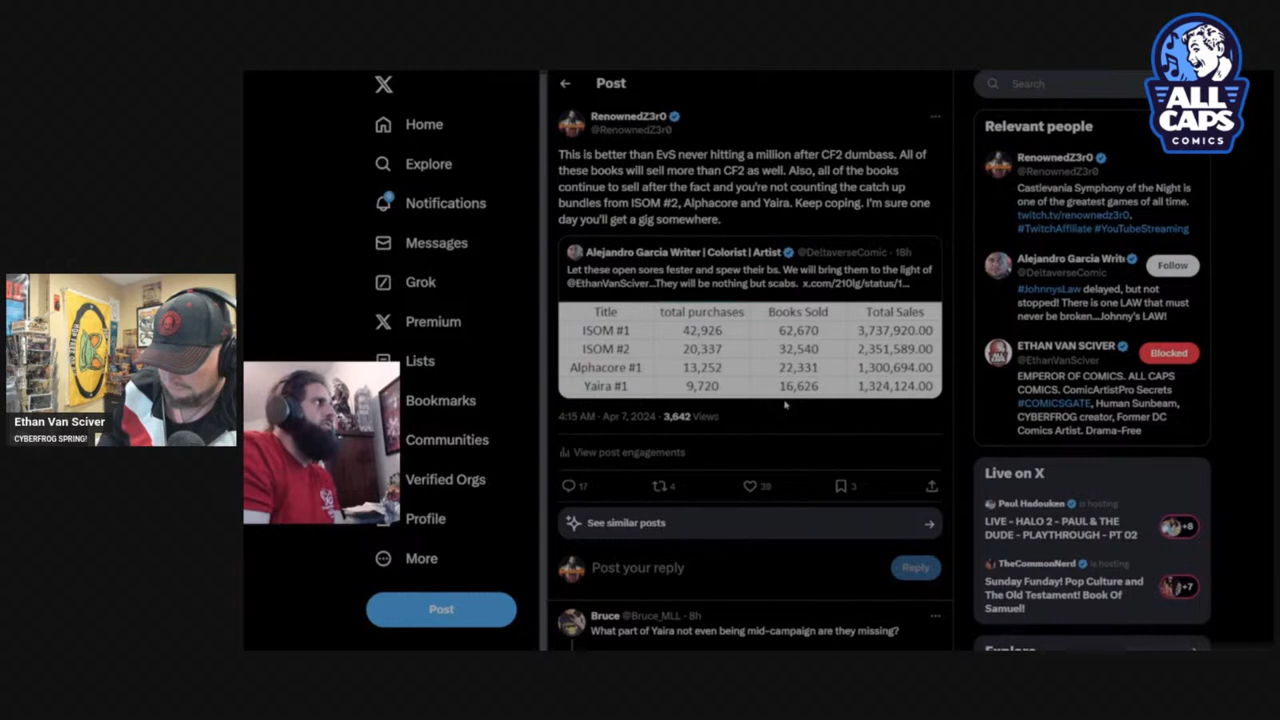 ALL
CAPS
COMICS
Ethan Van Sciver
CYBERFROG SPRING!
Home
Explore
Notifications
Messages
Grok
Premium
Lists
Bookmarks
Communities
Verified Orgs
Profile
More
Post
Post
RenownedZ3r0
@RenownedZ3r0
This is better than EvS never hitting a million after CF2 dumbass. All of
these books will sell more than CF2 as well. Also, all of the books
continue to sell after the fact and you're not counting the catch up
bundles from ISOM #2, Alphacore and Yaira. Keep coping. I'm sure one
day you'll get a gig somewhere.
Alejandro Garcia Writer | Colorist | Artist @DeltaverseComic · 18h
Let these open sores fester and spew their bs. We will bring them to the light of
@EthanVanSciver...They will be nothing but scabs. x.com/210lg/status/1...
Title total purchases Books Sold Total Sales
ISOM #1 42,926 62,670 3,737,920.00
ISOM #2 20,337 32,540 2,351,589.00
Alphacore #1 13,252 22,331 1,300,694.00
Yaira #1 9,720 16,626 1,324,124.00
4:15 AM · Apr 7, 2024 · 3,642 Views
View post engagements
17 4 39 3
See similar posts
Post your reply
Reply
Bruce @Bruce_MLL · 8h
What part of Yaira not even being mid-campaign are they missing?
Search
Relevant people
RenownedZ3r0
@RenownedZ3r0
Castlevania Symphony of the Night is
one of the greatest games of all time.
twitch.tv/renownedz3r0.
#TwitchAffiliate #YouTubeStreaming
Alejandro Garcia Write
@DeltaverseComic
Follow
#JohnnysLaw delayed, but not
stopped! There is one LAW that must
never be broken...Johnny's LAW!
ETHAN VAN SCIVER
@EthanVanSciver
Blocked
EMPEROR OF COMICS. ALL CAPS
COMICS. ComicArtistPro Secrets
#COMICSGATE, Human Sunbeam,
CYBERFROG creator, Former DC
Comics Artist. Drama-Free
Live on X
Paul Hadouken is hosting
LIVE - HALO 2 - PAUL & THE
DUDE - PLAYTHROUGH - PT 02
+8
TheCommonNerd is hosting
Sunday Funday! Pop Culture and
The Old Testament! Book Of
Samuel!
+7